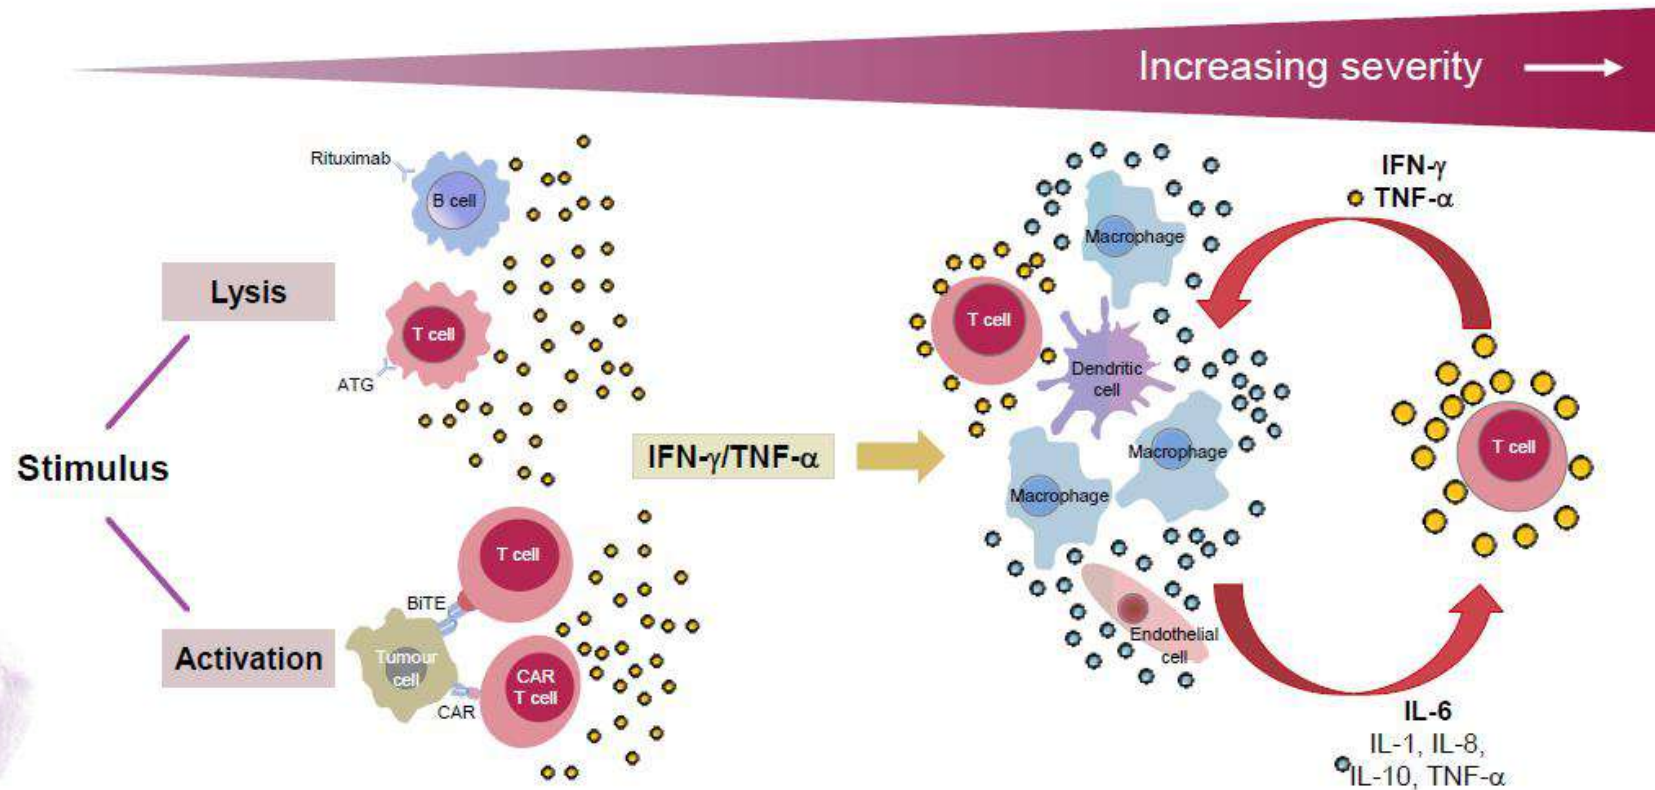 Increasing severity
Rituximab
B cell
Lysis
T cell
ATG
Stimulus
IFN-γ/TNF-α
T cell
BiTE
Activation
Tumour
cell
CAR
T cell
CAR
Macrophage
T cell
Dendritic
cell
Macrophage
Macrophage
Endothelial
cell
IFN-γ
TNF-α
T cell
IL-6
IL-1, IL-8,
IL-10, TNF-α